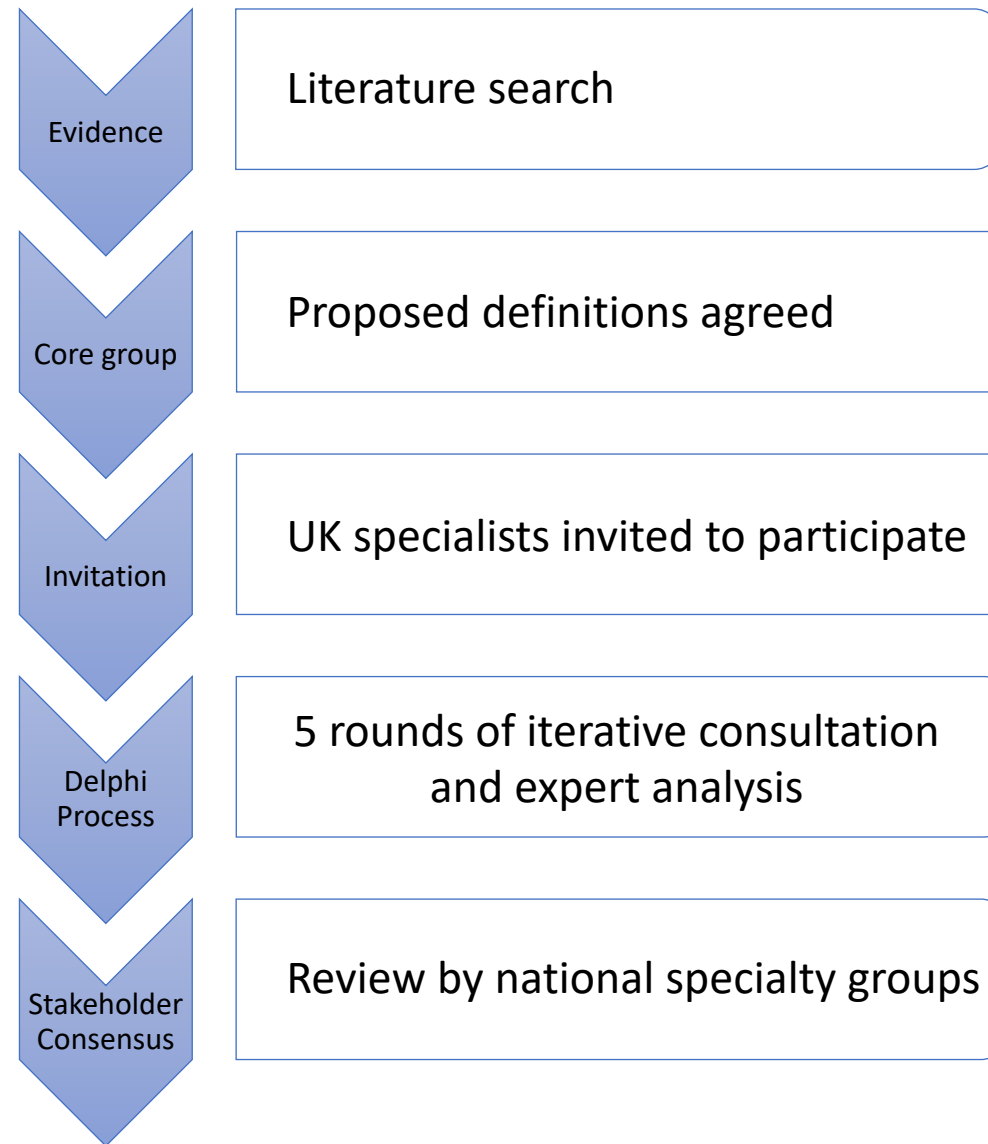 Evidence
Literature search
Core group
Proposed definitions agreed
Invitation
UK specialists invited to participate
Delphi
Process
5 rounds of iterative consultation
and expert analysis
Stakeholder
Consensus
Review by national specialty groups